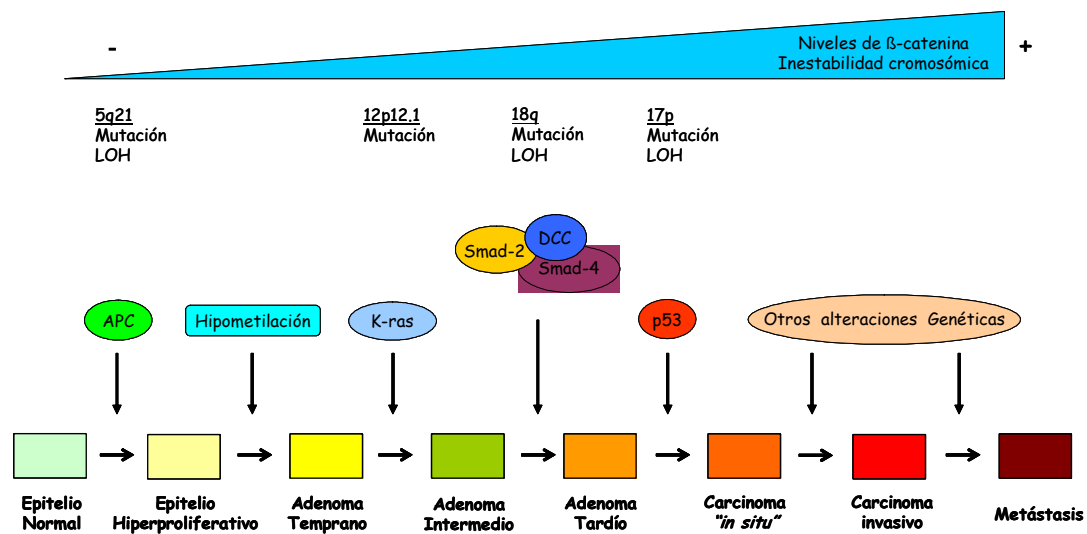 -
Niveles de ß-catenina
+
Inestabilidad cromosómica
5q21
Mutación
LOH
12p12.1
Mutación
18q
Mutación
LOH
17p
Mutación
LOH
Smad-2
DCC
Smad-4
APC
Hipometilación
K-ras
p53
Otros alteraciones Genéticas
Epitelio
Normal
Epitelio
Hiperproliferativo
Adenoma
Temprano
Adenoma
Intermedio
Adenoma
Tardío
Carcinoma
"in situ"
Carcinoma
invasivo
Metástasis